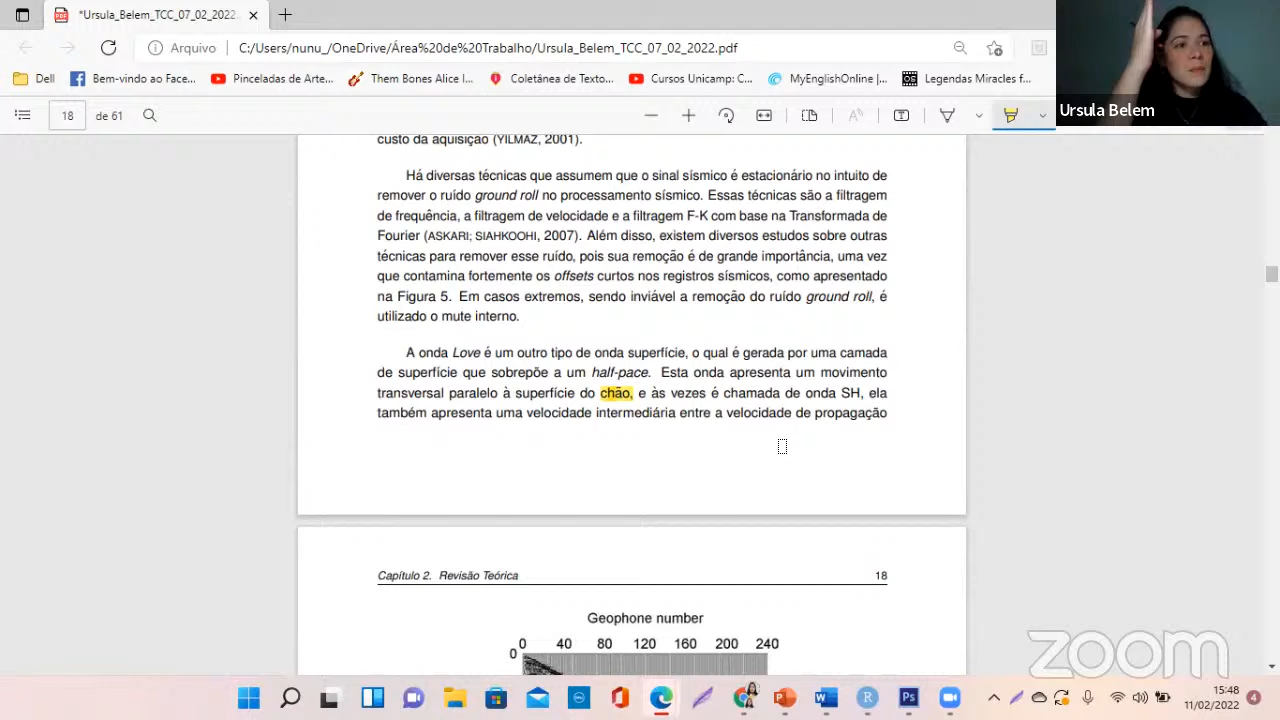 *Ursula_Belem_TCC_07_02_2022.
Arquivo C:/Users/nunu_/OneDrive/Área%20de%20Trabalho/Ursula_Belem_TCC_07_02_2022.pdf
Dell Bem-vindo ao Face... Pinceladas de Arte... Them Bones Alice I... Coletânea de Texto... Cursos Unicamp: C... MyEnglishOnline |... Legendas Miracles f...
18 de 61
Ursula Belem
custo da aquisição (YILMAZ, 2001).
Há diversas técnicas que assumem que o sinal sísmico é estacionário no intuito de
remover o ruído ground roll no processamento sísmico. Essas técnicas são a filtragem
de frequência, a filtragem de velocidade e a filtragem F-K com base na Transformada de
Fourier (ASKARI; SIAHKOOHI, 2007). Além disso, existem diversos estudos sobre outras
técnicas para remover esse ruído, pois sua remoção é de grande importância, uma vez
que contamina fortemente os offsets curtos nos registros sísmicos, como apresentado
na Figura 5. Em casos extremos, sendo inviável a remoção do ruído ground roll, é
utilizado o mute interno.
A onda Love é um outro tipo de onda superfície, o qual é gerada por uma camada
de superfície que sobrepõe a um half-pace. Esta onda apresenta um movimento
transversal paralelo à superfície do chão, e às vezes é chamada de onda SH, ela
também apresenta uma velocidade intermediária entre a velocidade de propagação
Capítulo 2. Revisão Teórica 18
Geophone number
0 40 80 120 160 200 240
0
zoom
15:48
11/02/2022
4